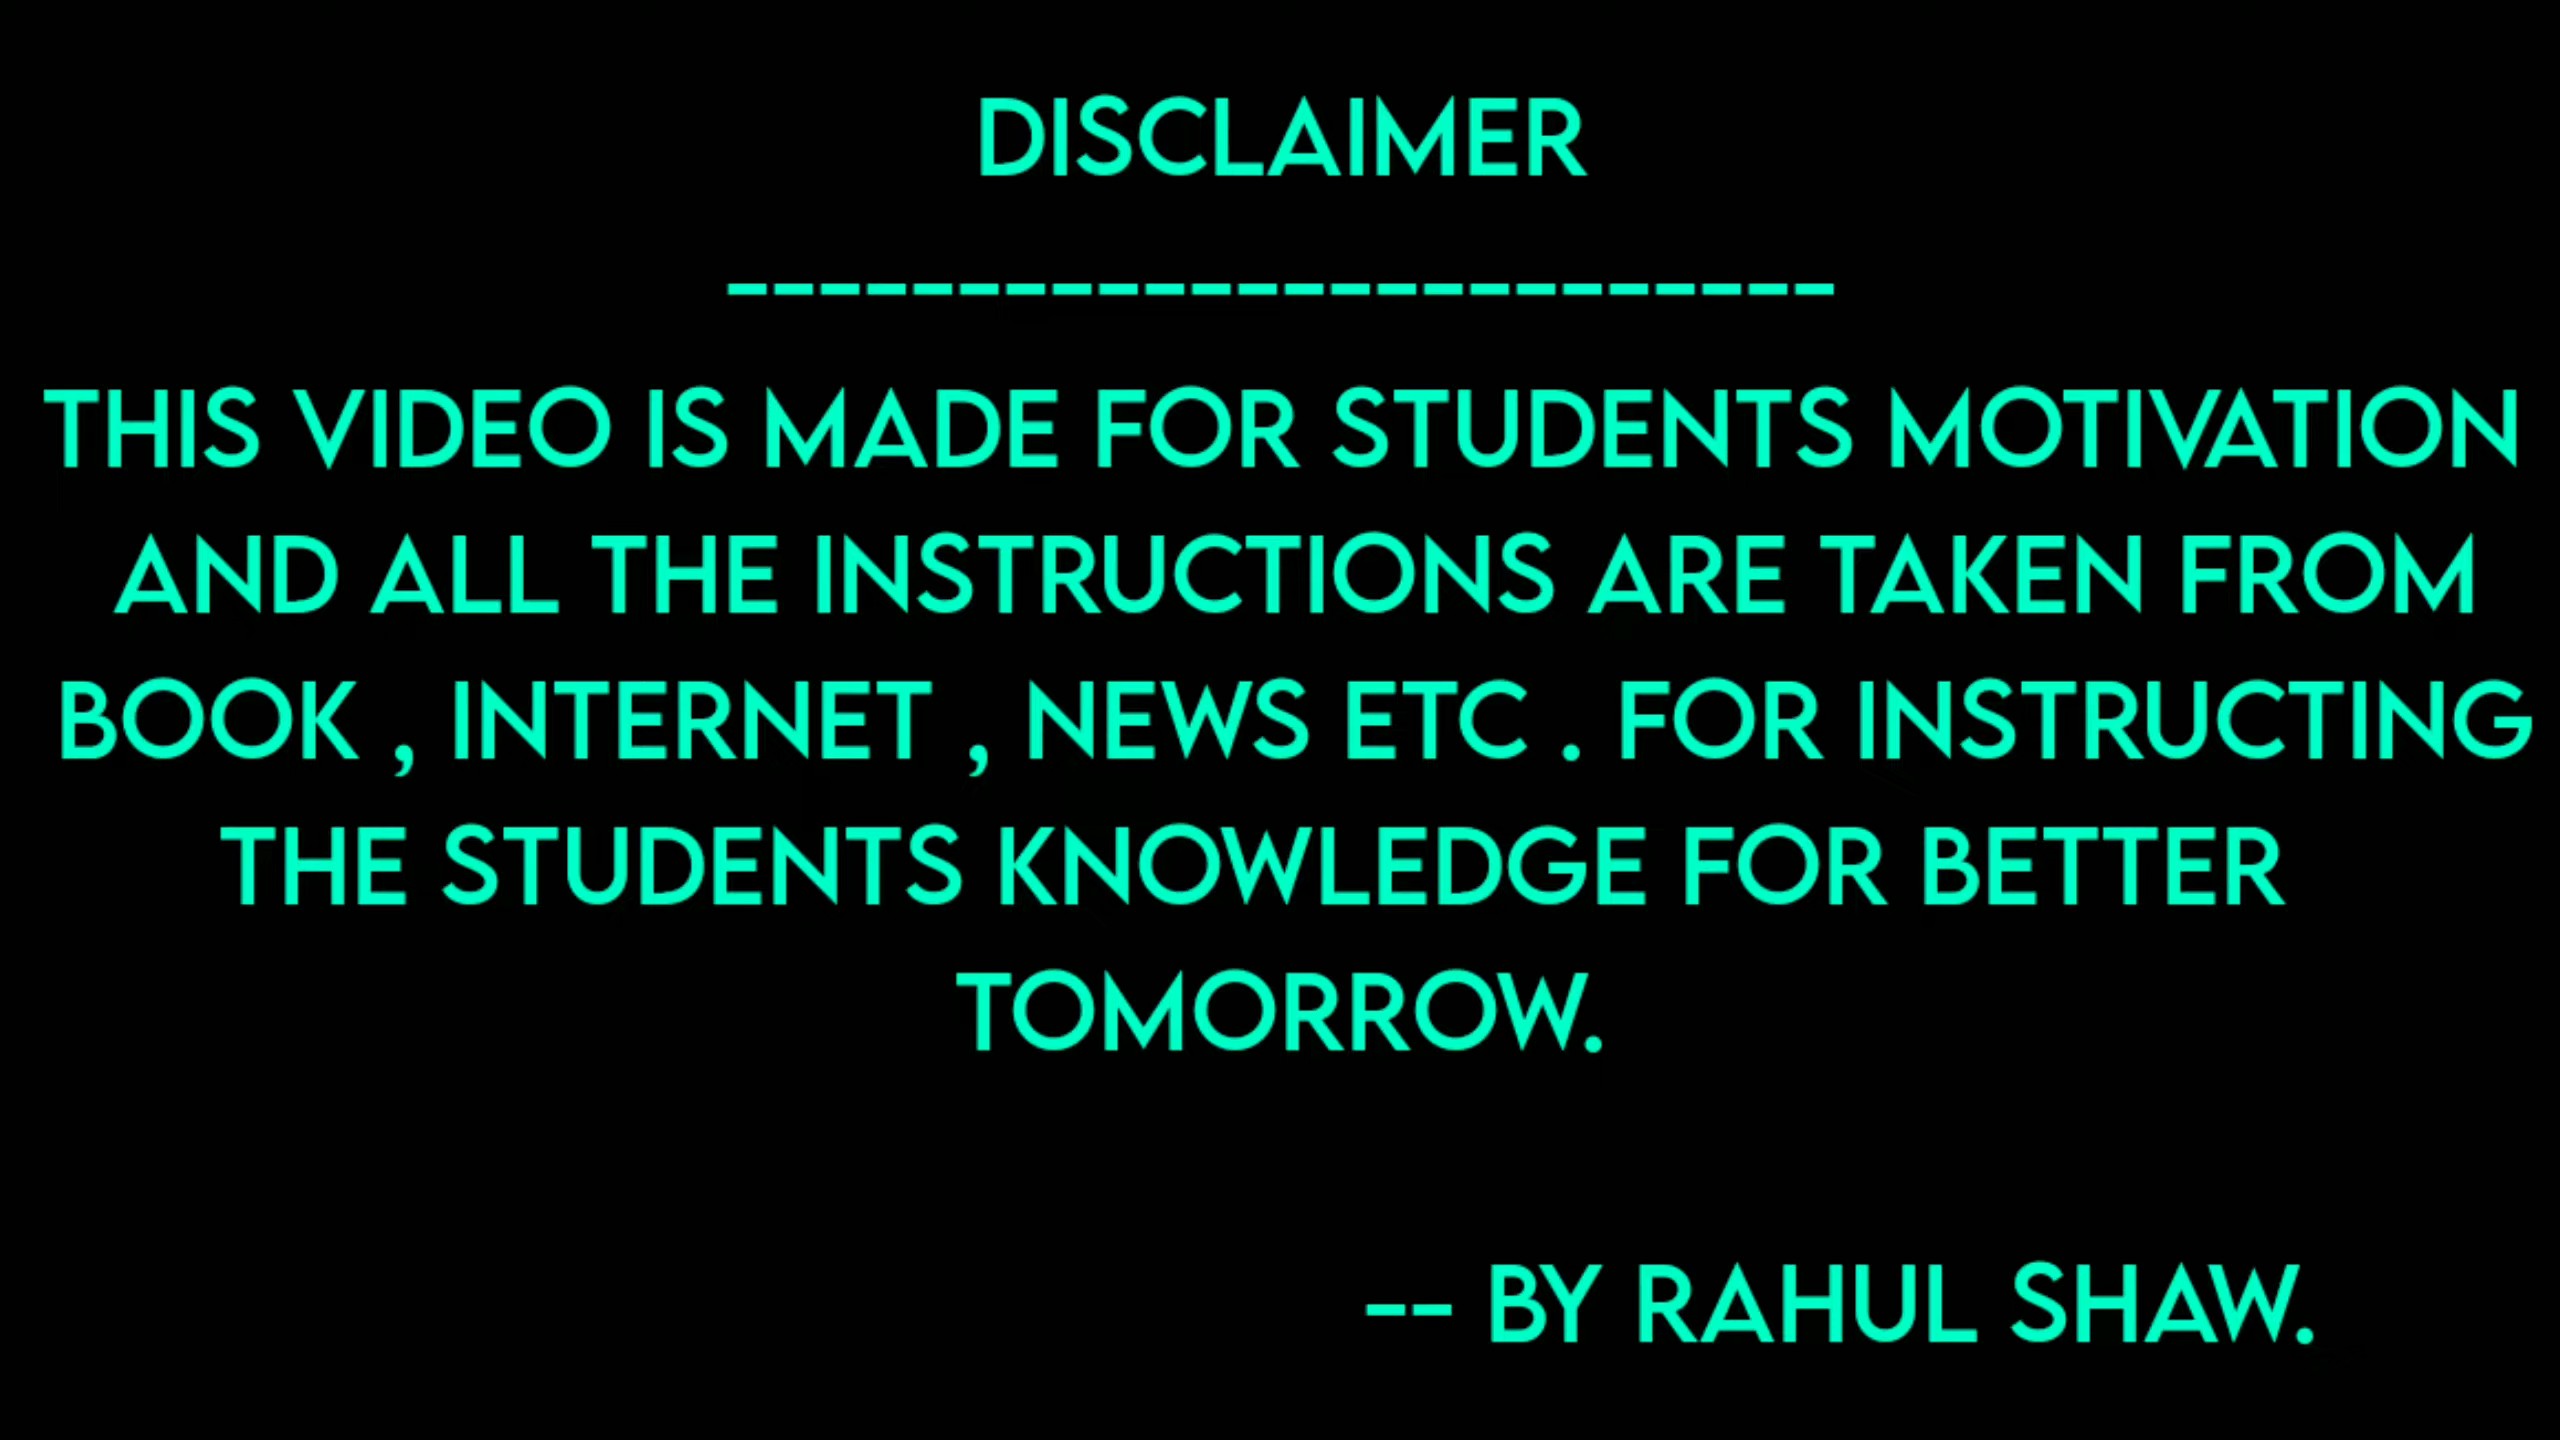 DISCLAIMER
------------------------
THIS VIDEO IS MADE FOR STUDENTS MOTIVATION
AND ALL THE INSTRUCTIONS ARE TAKEN FROM
BOOK , INTERNET , NEWS ETC . FOR INSTRUCTING
THE STUDENTS KNOWLEDGE FOR BETTER
TOMORROW.
-- BY RAHUL SHAW.